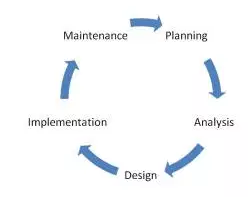 Maintenance
Planning
Analysis
Design
Implementation